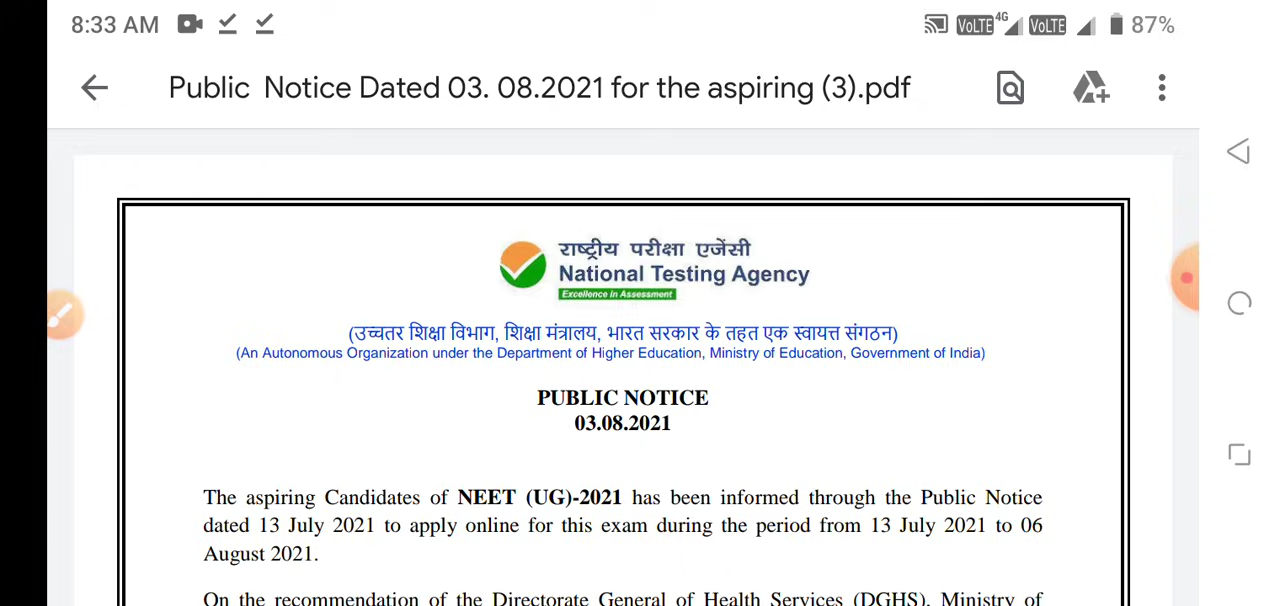 8:33 AM VoLTE 4G VoLTE 87%
Public Notice Dated 03. 08.2021 for the aspiring (3).pdf
राष्ट्रीय परीक्षा एजेंसी
National Testing Agency
Excellence in Assessment
(उच्चतर शिक्षा विभाग, शिक्षा मंत्रालय, भारत सरकार के तहत एक स्वायत्त संगठन)
(An Autonomous Organization under the Department of Higher Education, Ministry of Education, Government of India)
PUBLIC NOTICE
03.08.2021
The aspiring Candidates of NEET (UG)-2021 has been informed through the Public Notice
dated 13 July 2021 to apply online for this exam during the period from 13 July 2021 to 06
August 2021.
On the recommendation of the Directorate General of Health Services (DGHS), Ministry of